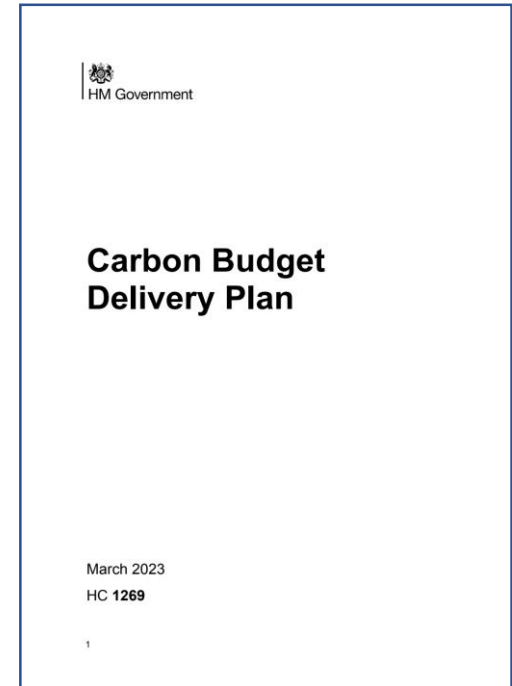 HM Government
Carbon Budget
Delivery Plan
March 2023
HC 1269
1